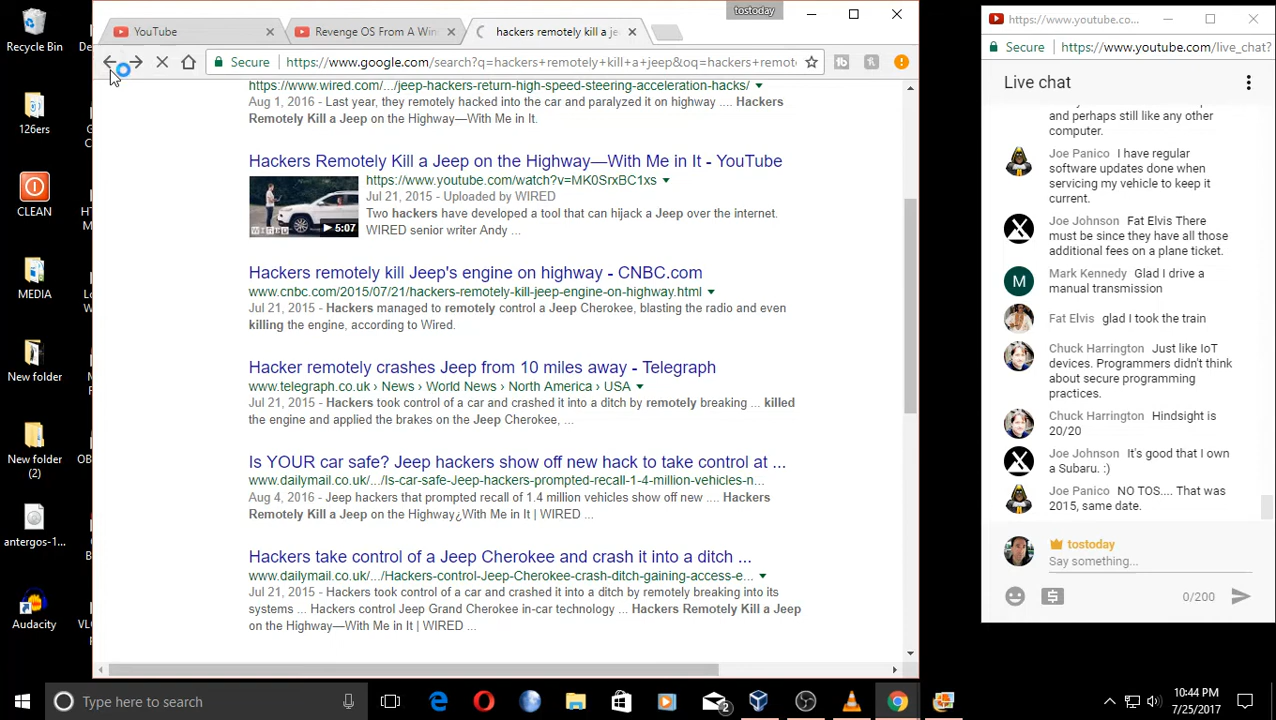 Recycle Bin
126ers
CLEAN
MEDIA
New folder
New folder
(2)
antergos-1...
Audacity
tostoday
YouTube
Revenge OS From A Win
hackers remotely kill a je
Secure https://www.google.com/search?q=hackers+remotely+kill+a+jeep&oq=hackers+remote
https://www.wired.com/.../jeep-hackers-return-high-speed-steering-acceleration-hacks/
Aug 1, 2016 - Last year, they remotely hacked into the car and paralyzed it on highway .... Hackers
Remotely Kill a Jeep on the Highway—With Me in It.
Hackers Remotely Kill a Jeep on the Highway—With Me in It - YouTube
https://www.youtube.com/watch?v=MK0SrxBC1xs
Jul 21, 2015 - Uploaded by WIRED
Two hackers have developed a tool that can hijack a Jeep over the internet.
WIRED senior writer Andy ...
5:07
Hackers remotely kill Jeep's engine on highway - CNBC.com
www.cnbc.com/2015/07/21/hackers-remotely-kill-jeep-engine-on-highway.html
Jul 21, 2015 - Hackers managed to remotely control a Jeep Cherokee, blasting the radio and even
killing the engine, according to Wired.
Hacker remotely crashes Jeep from 10 miles away - Telegraph
www.telegraph.co.uk › News › World News › North America › USA
Jul 21, 2015 - Hackers took control of a car and crashed it into a ditch by remotely breaking ... killed
the engine and applied the brakes on the Jeep Cherokee, ...
Is YOUR car safe? Jeep hackers show off new hack to take control at ...
www.dailymail.co.uk/.../Is-car-safe-Jeep-hackers-prompted-recall-1-4-million-vehicles-n...
Aug 4, 2016 - Jeep hackers that prompted recall of 1.4 million vehicles show off new .... Hackers
Remotely Kill a Jeep on the Highway¿With Me in It | WIRED ...
Hackers take control of a Jeep Cherokee and crash it into a ditch ...
www.dailymail.co.uk/.../Hackers-control-Jeep-Cherokee-crash-ditch-gaining-access-e...
Jul 21, 2015 - Hackers took control of a car and crashed it into a ditch by remotely breaking into its
systems ... Hackers control Jeep Grand Cherokee in-car technology ... Hackers Remotely Kill a Jeep
on the Highway—With Me in It | WIRED ...
https://www.youtube.co...
Secure https://www.youtube.com/live_chat?
Live chat
and perhaps still like any other
computer.
Joe Panico I have regular
software updates done when
servicing my vehicle to keep it
current.
Joe Johnson Fat Elvis There
must be since they have all those
additional fees on a plane ticket.
M
Mark Kennedy Glad I drive a
manual transmission
Fat Elvis glad I took the train
Chuck Harrington Just like IoT
devices. Programmers didn't think
about secure programming
practices.
Chuck Harrington Hindsight is
20/20
Joe Johnson It's good that I own
a Subaru. :)
Joe Panico NO TOS.... That was
2015, same date.
tostoday
Say something...
0/200
Type here to search
2
10:44 PM
7/25/2017